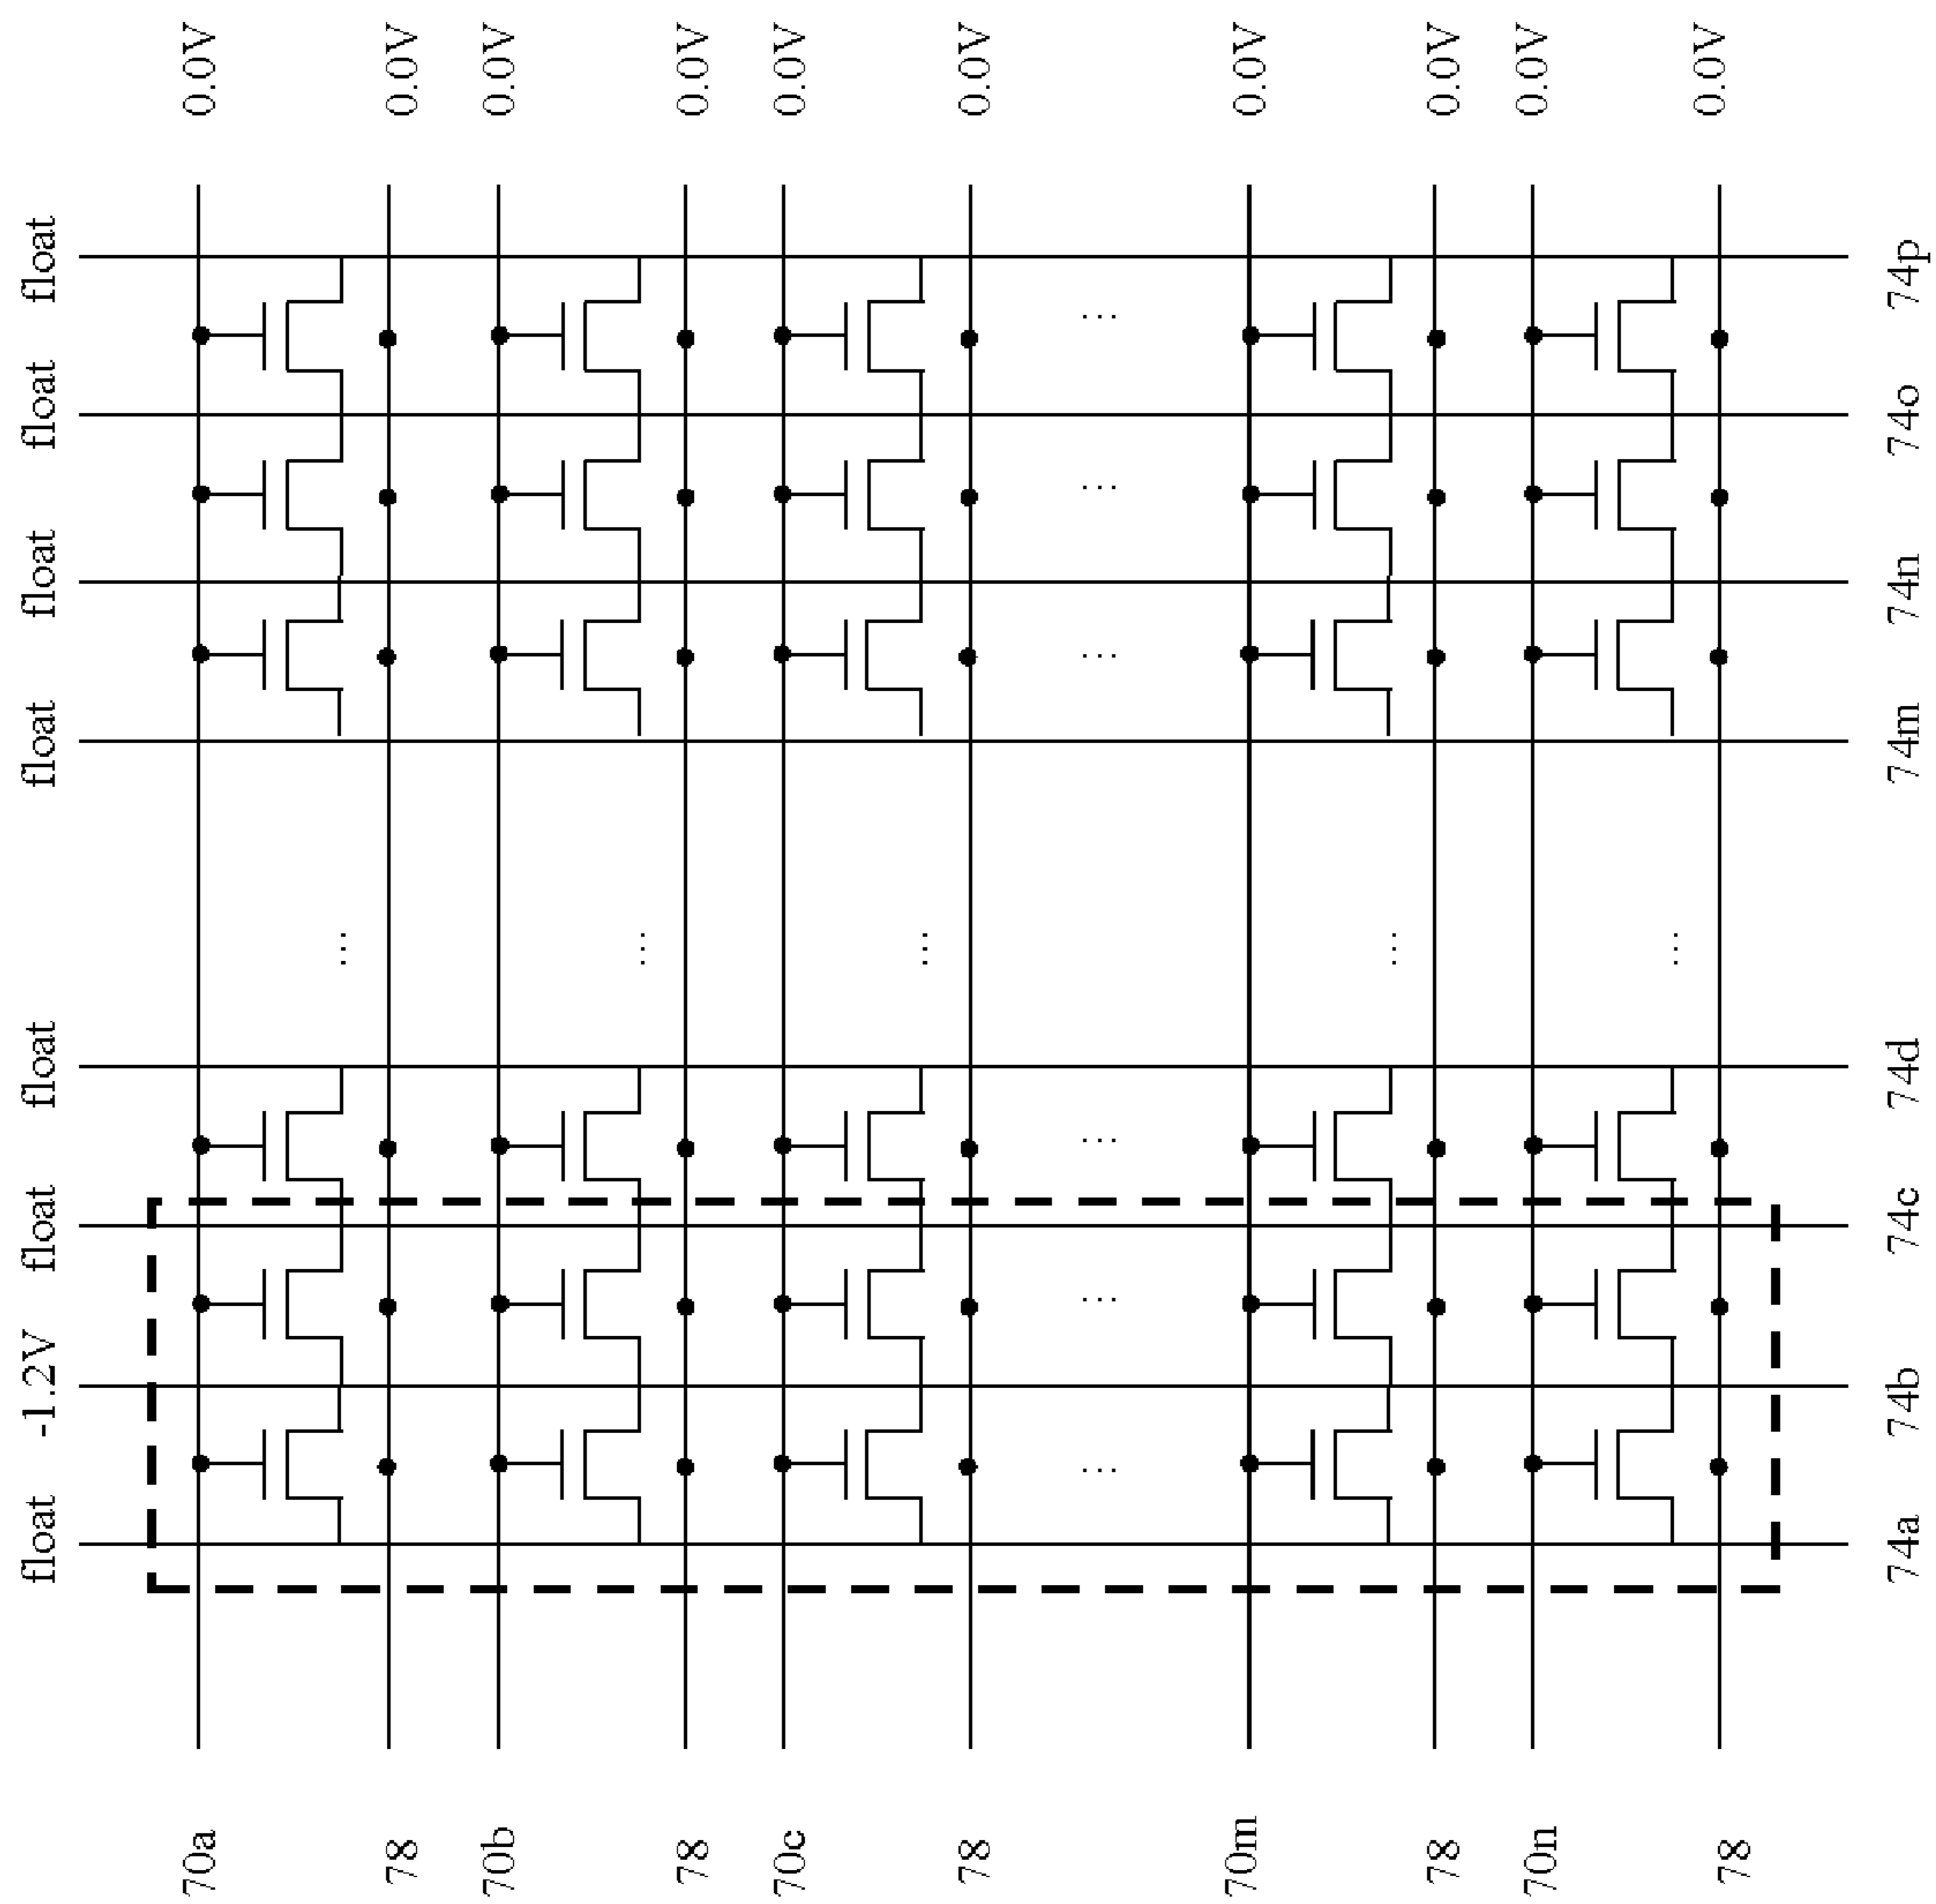 float -1.2V float float float float float float
70a 0.0V
78 0.0V
70b 0.0V
78 0.0V
70c 0.0V
78 0.0V
70m 0.0V
78 0.0V
70n 0.0V
78 0.0V
74a 74b 74c 74d 74m 74n 74o 74p